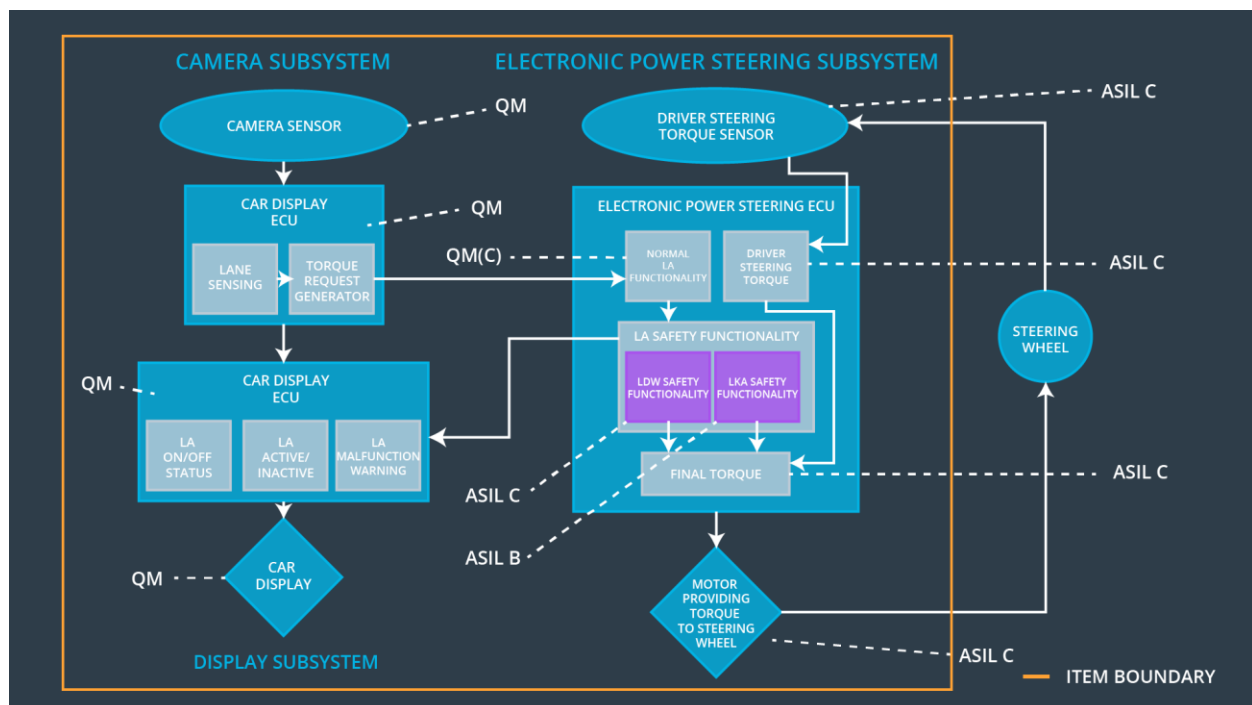 CAMERA SUBSYSTEM
ELECTRONIC POWER STEERING SUBSYSTEM
QM
CAMERA SENSOR
DRIVER STEERING
TORQUE SENSOR
ASIL C
CAR DISPLAY
ECU
QM
LANE
SENSING
TORQUE
REQUEST
GENERATOR
ELECTRONIC POWER STEERING ECU
QM(C)
NORMAL
LA
FUNCTIONALITY
DRIVER
STEERING
TORQUE
ASIL C
LA SAFETY FUNCTIONALITY
LDW SAFETY
FUNCTIONALITY
LKA SAFETY
FUNCTIONALITY
STEERING
WHEEL
QM
CAR DISPLAY
ECU
LA
ON/OFF
STATUS
LA
ACTIVE/
INACTIVE
LA
MALFUNCTION
WARNING
FINAL TORQUE
ASIL C
ASIL C
ASIL B
QM
CAR
DISPLAY
MOTOR
PROVIDING
TORQUE
TO STEERING
WHEEL
ASIL C
DISPLAY SUBSYSTEM
ITEM BOUNDARY